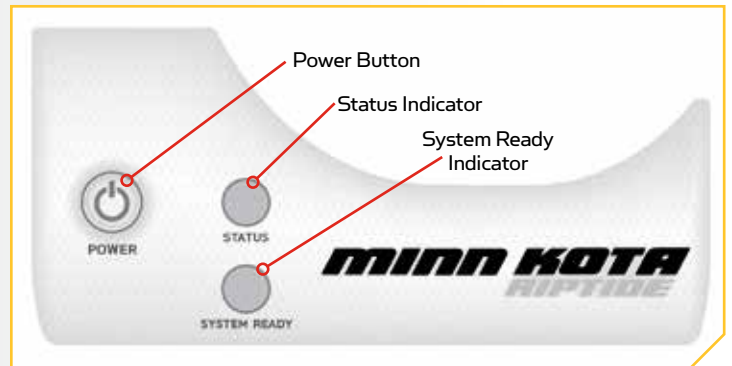 Power Button
Status Indicator
System Ready
Indicator
POWER
STATUS
MINN KOTA
RIPTIDE
SYSTEM READY